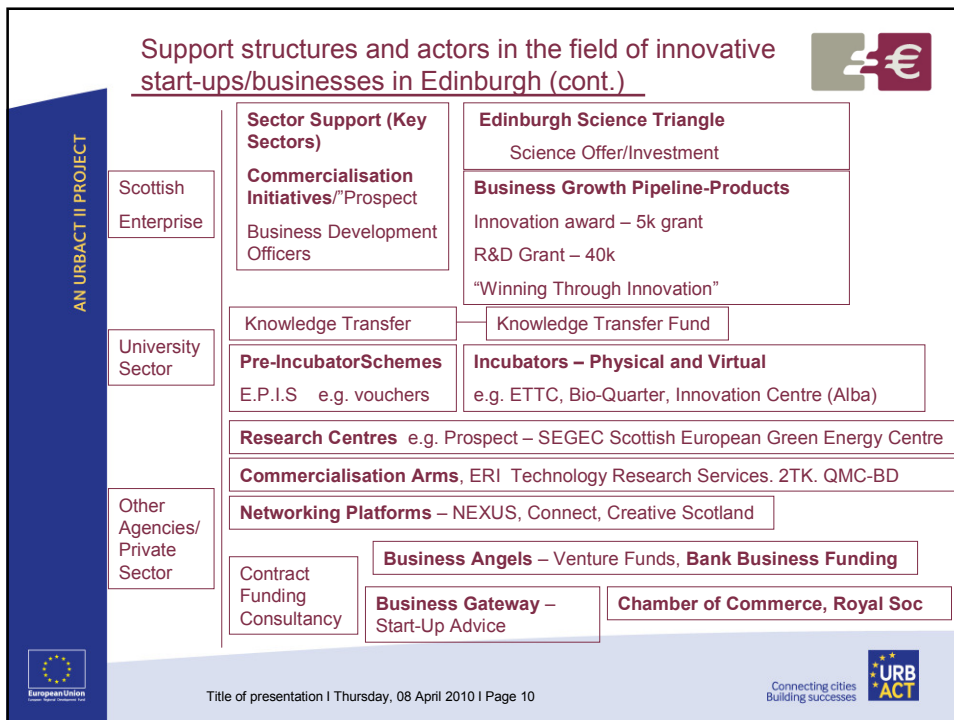 Support structures and actors in the field of innovative
start-ups/businesses in Edinburgh (cont.)
€
AN URBACT II PROJECT
Scottish
Enterprise
Sector Support (Key
Sectors)
Commercialisation
Initiatives/”Prospect
Business Development
Officers
Edinburgh Science Triangle
Science Offer/Investment
Business Growth Pipeline-Products
Innovation award – 5k grant
R&D Grant – 40k
“Winning Through Innovation”
University
Sector
Knowledge Transfer
Knowledge Transfer Fund
Pre-IncubatorSchemes
E.P.I.S e.g. vouchers
Incubators – Physical and Virtual
e.g. ETTC, Bio-Quarter, Innovation Centre (Alba)
Research Centres e.g. Prospect – SEGEC Scottish European Green Energy Centre
Commercialisation Arms, ERI Technology Research Services. 2TK. QMC-BD
Other
Agencies/
Private
Sector
Networking Platforms – NEXUS, Connect, Creative Scotland
Contract
Funding
Consultancy
Business Angels – Venture Funds, Bank Business Funding
Business Gateway –
Start-Up Advice
Chamber of Commerce, Royal Soc
European Union
European Regional Development Fund
Title of presentation I Thursday, 08 April 2010 I Page 10
Connecting cities
Building successes
URB
ACT